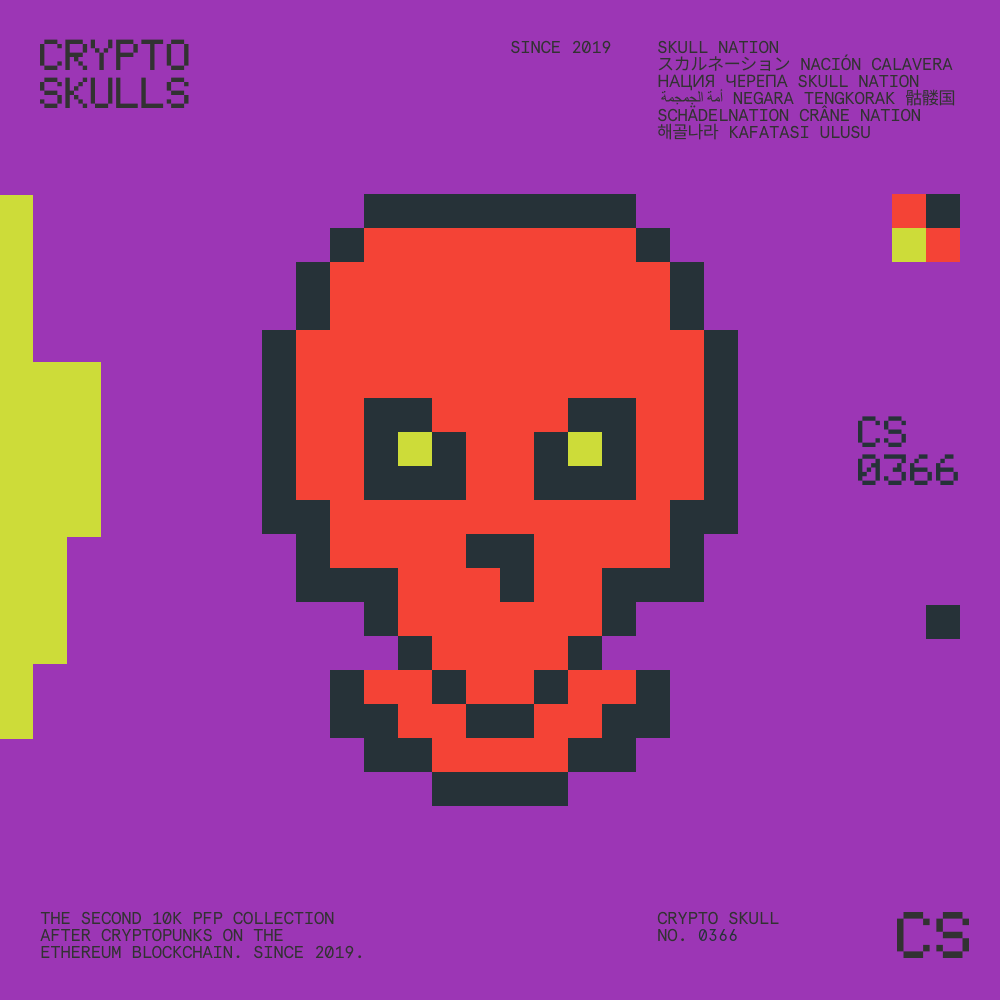 CRYPTO
SKULLS
SINCE 2019
SKULL NATION
スカルネーション NACIÓN CALAVERA
НАЦИЯ ЧЕРЕПА SKULL NATION
أمة الجمجمة NEGARA TENGKORAK 骷髅国
SCHÄDELNATION CRÂNE NATION
해골나라 KAFATASI ULUSU
CS
0366
THE SECOND 10K PFP COLLECTION
AFTER CRYPTOPUNKS ON THE
ETHEREUM BLOCKCHAIN. SINCE 2019.
CRYPTO SKULL
NO. 0366
CS